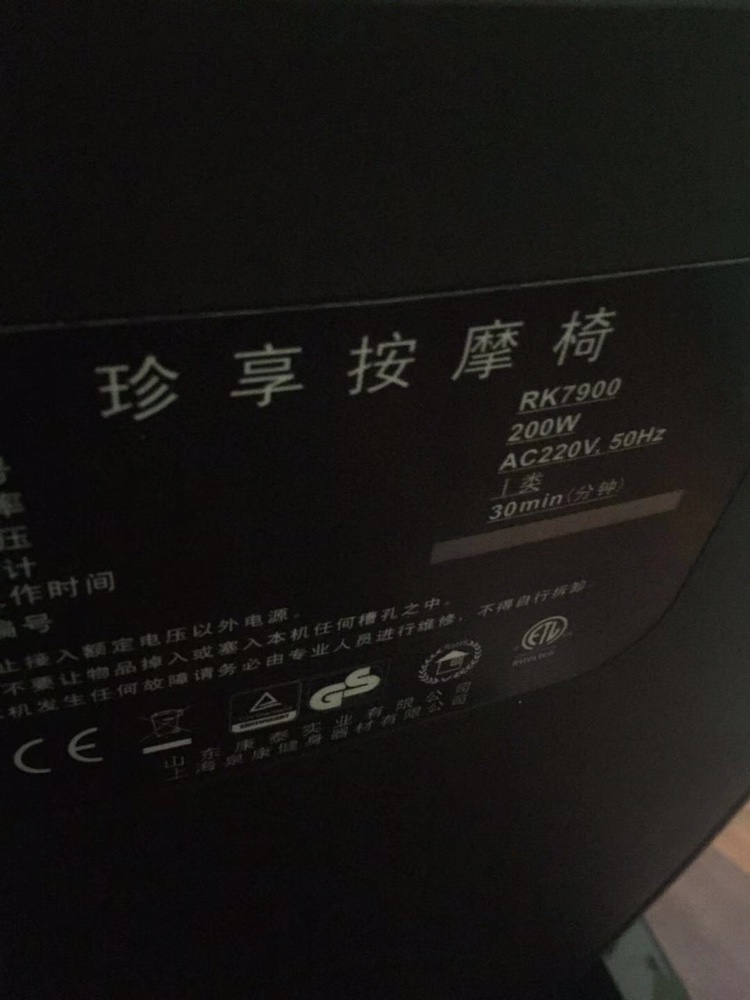 珍享按摩椅
RK7900
200W
AC220V, 50Hz
I类
压
计
作时间
30min(分钟)
编号
止接入额定电压以外电源。
不要让物品掉入或塞入本机任何槽孔之中。
机发生任何故障请务必由专业人员进行维修，不得自行拆卸
CE
GS
ETL
山东康泰实业有限公司
上海泉康健身器材有限公司